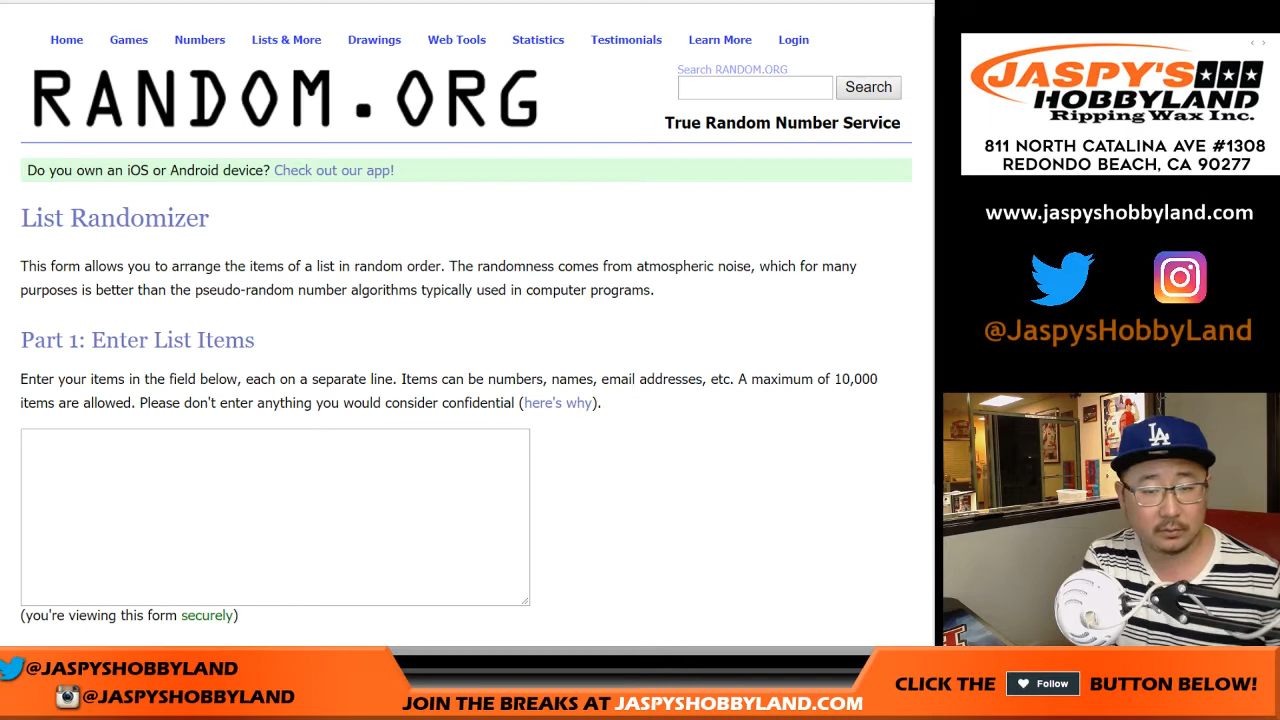 Home Games Numbers Lists & More Drawings Web Tools Statistics Testimonials Learn More Login
RANDOM.ORG
Search RANDOM.ORG
Search
True Random Number Service
Do you own an iOS or Android device? Check out our app!
List Randomizer
This form allows you to arrange the items of a list in random order. The randomness comes from atmospheric noise, which for many
purposes is better than the pseudo-random number algorithms typically used in computer programs.
Part 1: Enter List Items
Enter your items in the field below, each on a separate line. Items can be numbers, names, email addresses, etc. A maximum of 10,000
items are allowed. Please don't enter anything you would consider confidential (here's why).
(you're viewing this form securely)
JASPY'S
HOBBYLAND
Ripping Wax Inc.
811 NORTH CATALINA AVE #1308
REDONDO BEACH, CA 90277
www.jaspyshobbyland.com
@JaspysHobbyLand
LA
@JASPYSHOBBYLAND
@JASPYSHOBBYLAND
JOIN THE BREAKS AT JASPYSHOBBYLAND.COM
CLICK THE Follow BUTTON BELOW!